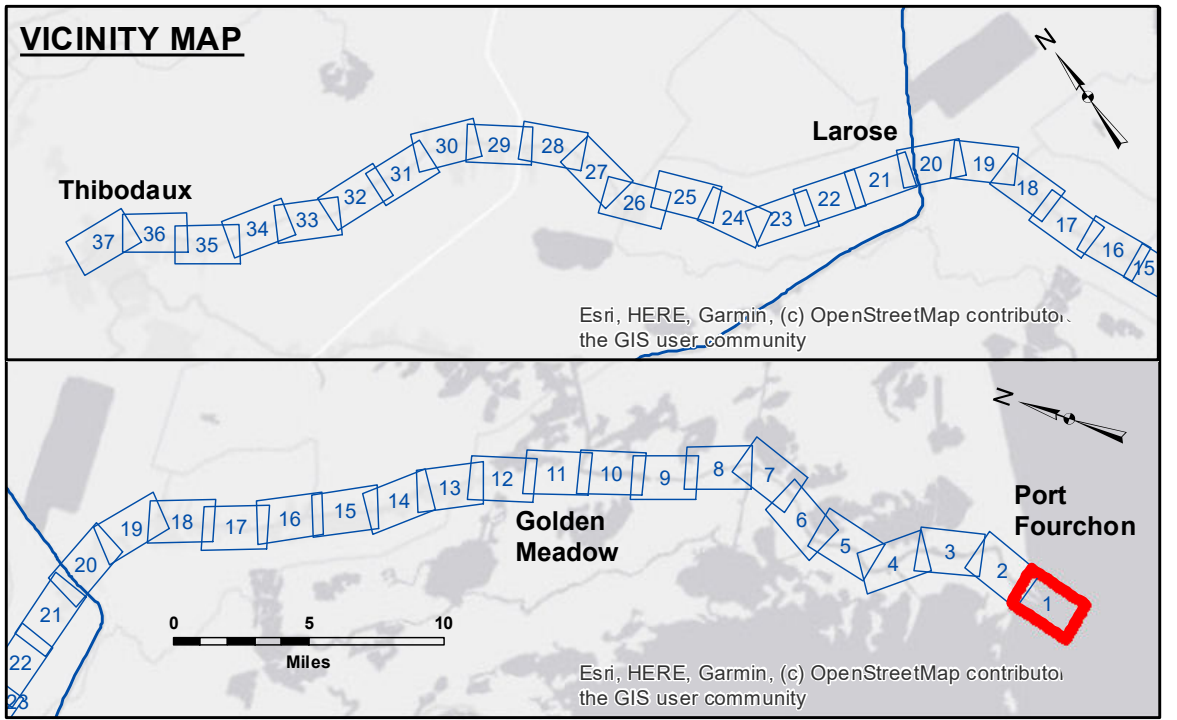 VICINITY MAP
N
Larose
Thibodaux
37 36 35 34 33 32 31 30 29 28 27 26 25 24 23 22 21 20 19 18 17 16 15
Esri, HERE, Garmin, (c) OpenStreetMap
the GIS user community
N
Port
Fourchon
Golden
Meadow
23 22 21 20 19 18 17 16 15 14 13 12 11 10 9 8 7 6 5 4 3 2 1
0 5 10
Miles
Esri, HERE, Garmin, (c) OpenStreetMap
the GIS user community